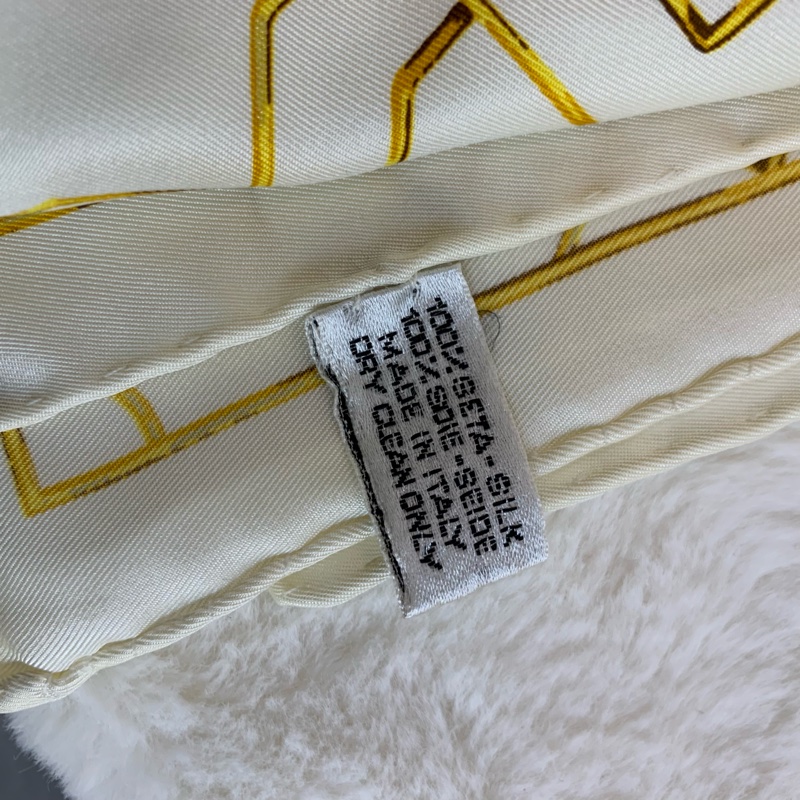 100% SETA-SILK
100% SOIE-SEIDE
MADE IN ITALY
DRY CLEAN ONLY